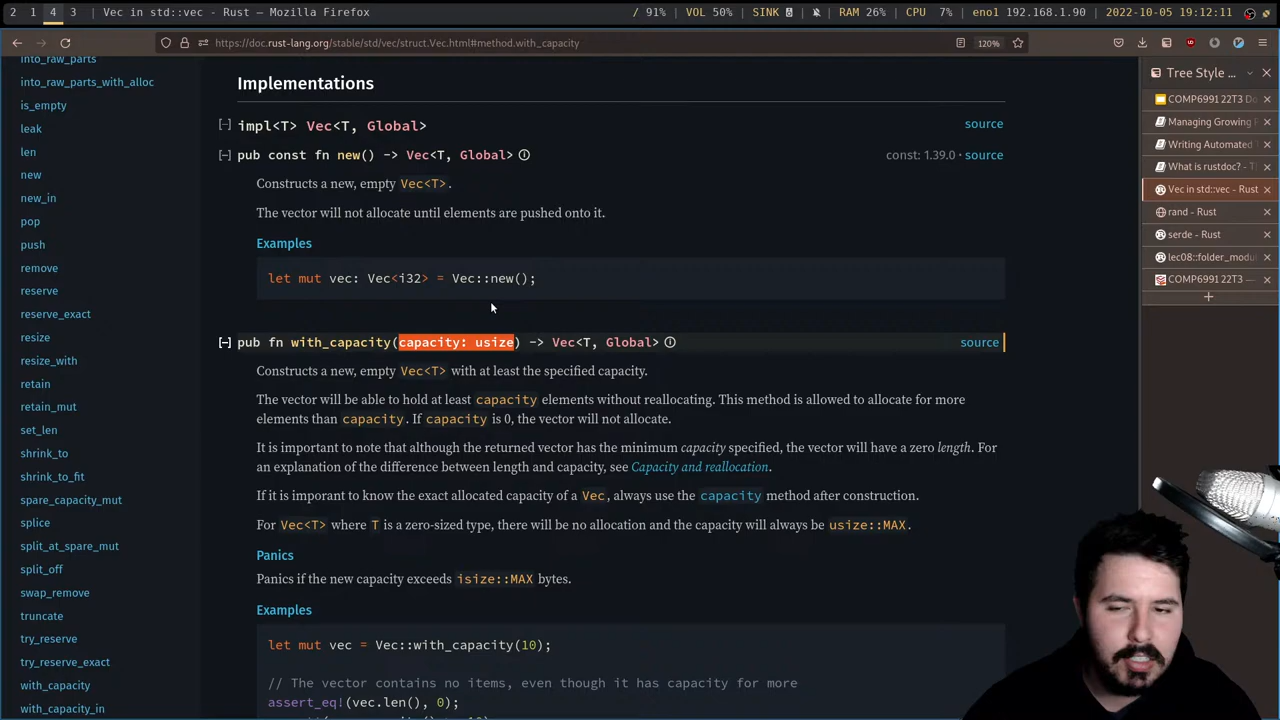 2 1 4 3 Vec in std::vec - Rust — Mozilla Firefox / 91% VOL 50% SINK RAM 26% CPU 7% eno1 192.168.1.90 2022-10-05 19:12:11
https://doc.rust-lang.org/stable/std/vec/struct.Vec.html#method.with_capacity 120%
into_raw_parts
into_raw_parts_with_alloc
is_empty
leak
len
new
new_in
pop
push
remove
reserve
reserve_exact
resize
resize_with
retain
retain_mut
set_len
shrink_to
shrink_to_fit
spare_capacity_mut
splice
split_at_spare_mut
split_off
swap_remove
truncate
try_reserve
try_reserve_exact
with_capacity
with_capacity_in
Implementations
[−] impl<T> Vec<T, Global> source
[−] pub const fn new() -> Vec<T, Global> ⓘ const: 1.39.0 · source
Constructs a new, empty Vec<T>.
The vector will not allocate until elements are pushed onto it.
Examples
let mut vec: Vec<i32> = Vec::new();
[−] pub fn with_capacity(capacity: usize) -> Vec<T, Global> ⓘ source
Constructs a new, empty Vec<T> with at least the specified capacity.
The vector will be able to hold at least capacity elements without reallocating. This method is allowed to allocate for more
elements than capacity. If capacity is 0, the vector will not allocate.
It is important to note that although the returned vector has the minimum capacity specified, the vector will have a zero length. For
an explanation of the difference between length and capacity, see Capacity and reallocation.
If it is imporant to know the exact allocated capacity of a Vec, always use the capacity method after construction.
For Vec<T> where T is a zero-sized type, there will be no allocation and the capacity will always be usize::MAX.
Panics
Panics if the new capacity exceeds isize::MAX bytes.
Examples
let mut vec = Vec::with_capacity(10);
// The vector contains no items, even though it has capacity for more
assert_eq!(vec.len(), 0);
Tree Style ...
COMP6991 22T3 Do
Managing Growing
Writing Automated
What is rustdoc? - Th
Vec in std::vec - Rust
rand - Rust
serde - Rust
lec08::folder_modu
COMP6991 22T3 —